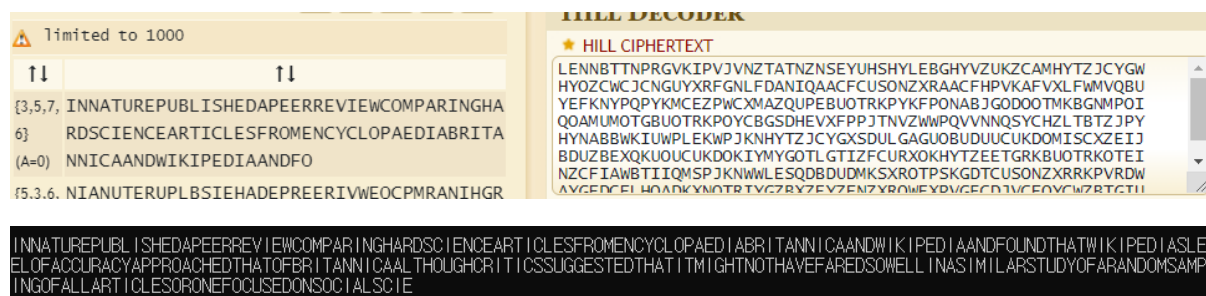 limited to 1000
↑↓ ↑↓
{3,5,7, INNATUREPUBLISHEDAPEERREVIEWCOMPARINGHA
6} RDSCIENCEARTICLESFROMENCYCLOPAEDIABRITA
(A=0) NNICAANDWIKIPEDIAANDFO
{5,3,6, NIANUTERUPLBSIEHADEPREERIVWEOCPMRANIHGR
HILL DECODER
HILL CIPHERTEXT
LENNBTTNPRGVKIPVJVNZTATNZNSEYUHSHYLEBGHYVZUKZCAMHYTZJCYGW
HYOZCWCJCNGUYXRFGNLFDANIQAACFCUSONZXRAACFHPVKAFVXLFWMVQBU
YEFKNYPQPYKMCEZPWCXMAZQUPEBUOTRKPYKFPONABJGODOOTMKBGNMPOI
QOAMUMOTGBUOTRKPOYCBGSDHEVXFPPJTNVZWWPQVVNNQSYCHZLTBTZJPY
HYNABBWKIUWPLEKWPJKNHYTZJCYGXSDULGAGUOBUDUUCUKDOMISCXZEIJ
BDUZBEXQKUOUCUKDOKIYMYGOTLGTIZFCURXOKHYTZEETGRKBUOTRKOTEI
NZCFIAWBTIIQMSPJKNWWLESQDBDUDMKSXROTPSKGDTCUSONZXRRKPVRDW
INNATUREPUBLISHEDAPEERREVIEWCOMPARINGHARDSCIENCEARTICLESFROMENCYCLOPAEDIABRITANNICAANDWIKIPEDIAANDFOUNDTHATWIKIPEDIASLE
ELOFACCURACYAPPROACHEDTHATOFBRITANNICAALTHOUGHCRITICSSUGGESTEDTHATITMIGHTNOTHAVEFAREDSOWELLINASIMILARSTUDYOFARANDOMSAMP
INGOFALLARTICLESORONEFOCUSEDONSOCIALSCIE